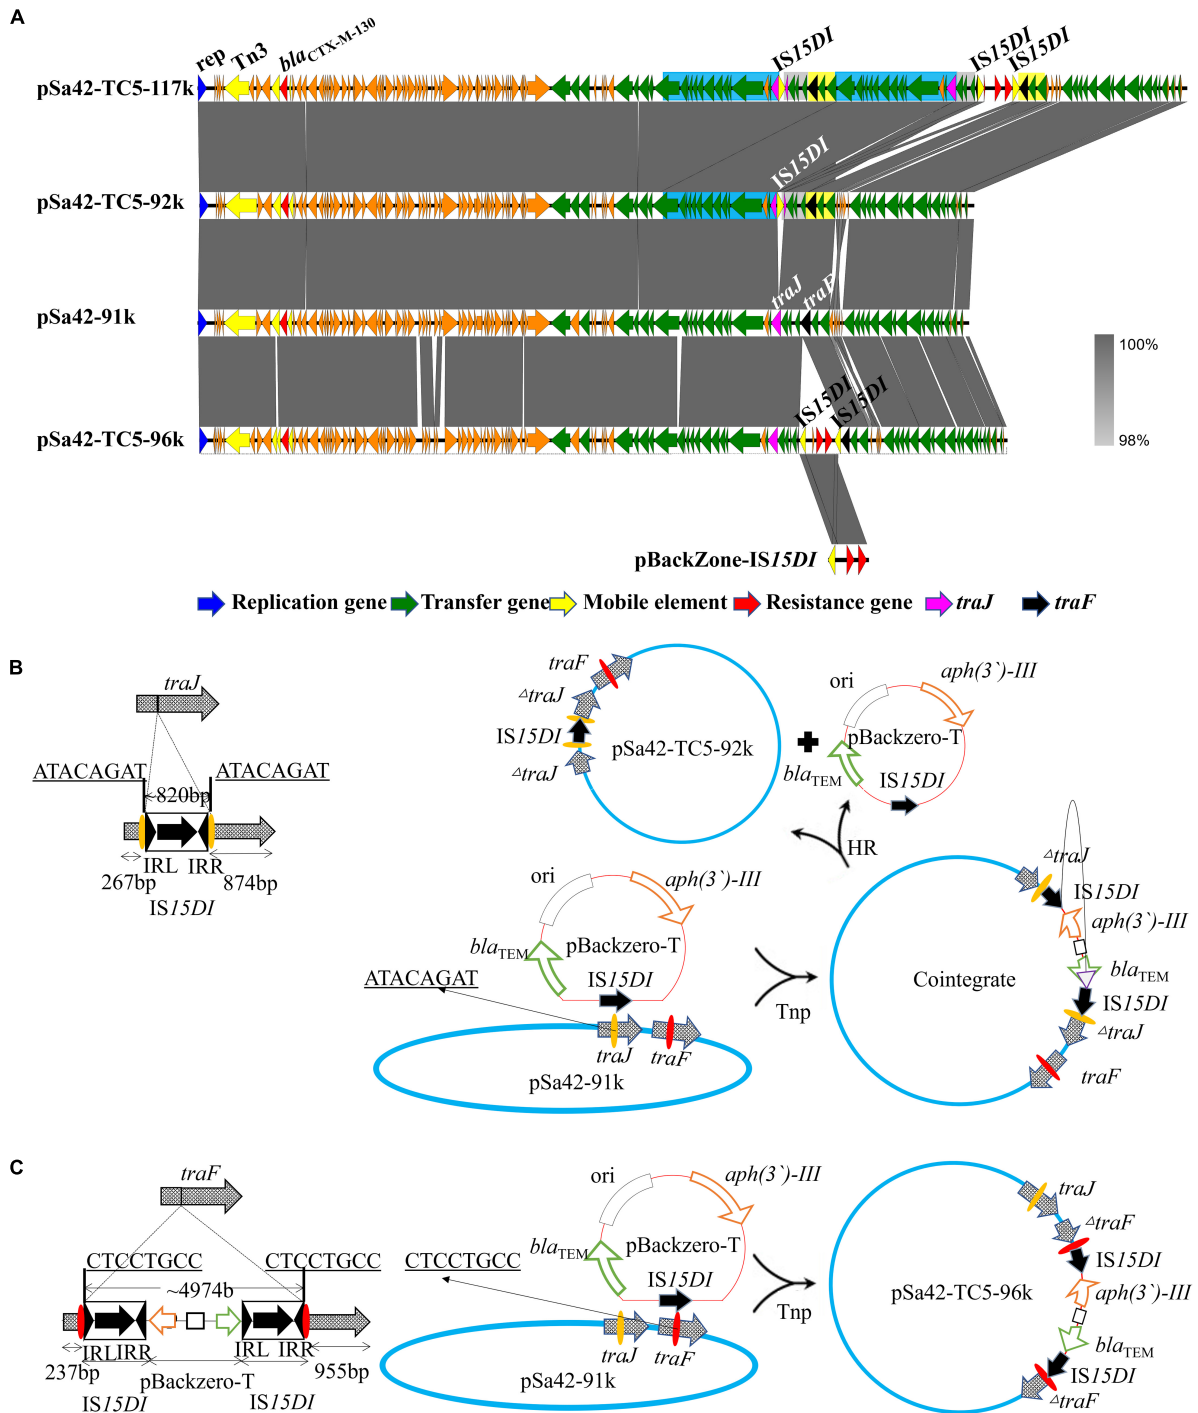 A
rep
Tn3
blaCTX-M-130
IS15DI
IS15DI
IS15DI
pSa42-TC5-117k
IS15DI
pSa42-TC5-92k
traJ
traF
pSa42-91k
100%
98%
IS15DI
IS15DI
pSa42-TC5-96k
pBackZone-IS15DI
Replication gene
Transfer gene
Mobile element
Resistance gene
traJ
traF
B
traJ
ATACAGAT
ATACAGAT
~820bp
IRL
IRR
267bp
874bp
IS15DI
traF
△traJ
IS15DI
△traJ
pSa42-TC5-92k
ori
aph(3`)-III
pBackzero-T
blaTEM
IS15DI
HR
ori
aph(3`)-III
blaTEM
pBackzero-T
IS15DI
ATACAGAT
traJ
traF
pSa42-91k
Tnp
Cointegrate
△traJ
IS15DI
aph(3`)-III
blaTEM
IS15DI
△traJ
traF
C
traF
CTCCTGCC
CTCCTGCC
~4974b
IRL
IRR
IRL
IRR
237bp
pBackzero-T
955bp
IS15DI
IS15DI
ori
aph(3`)-III
blaTEM
pBackzero-T
IS15DI
CTCCTGCC
traJ
traF
pSa42-91k
Tnp
pSa42-TC5-96k
traJ
△traF
IS15DI
aph(3`)-III
blaTEM
IS15DI
△traF